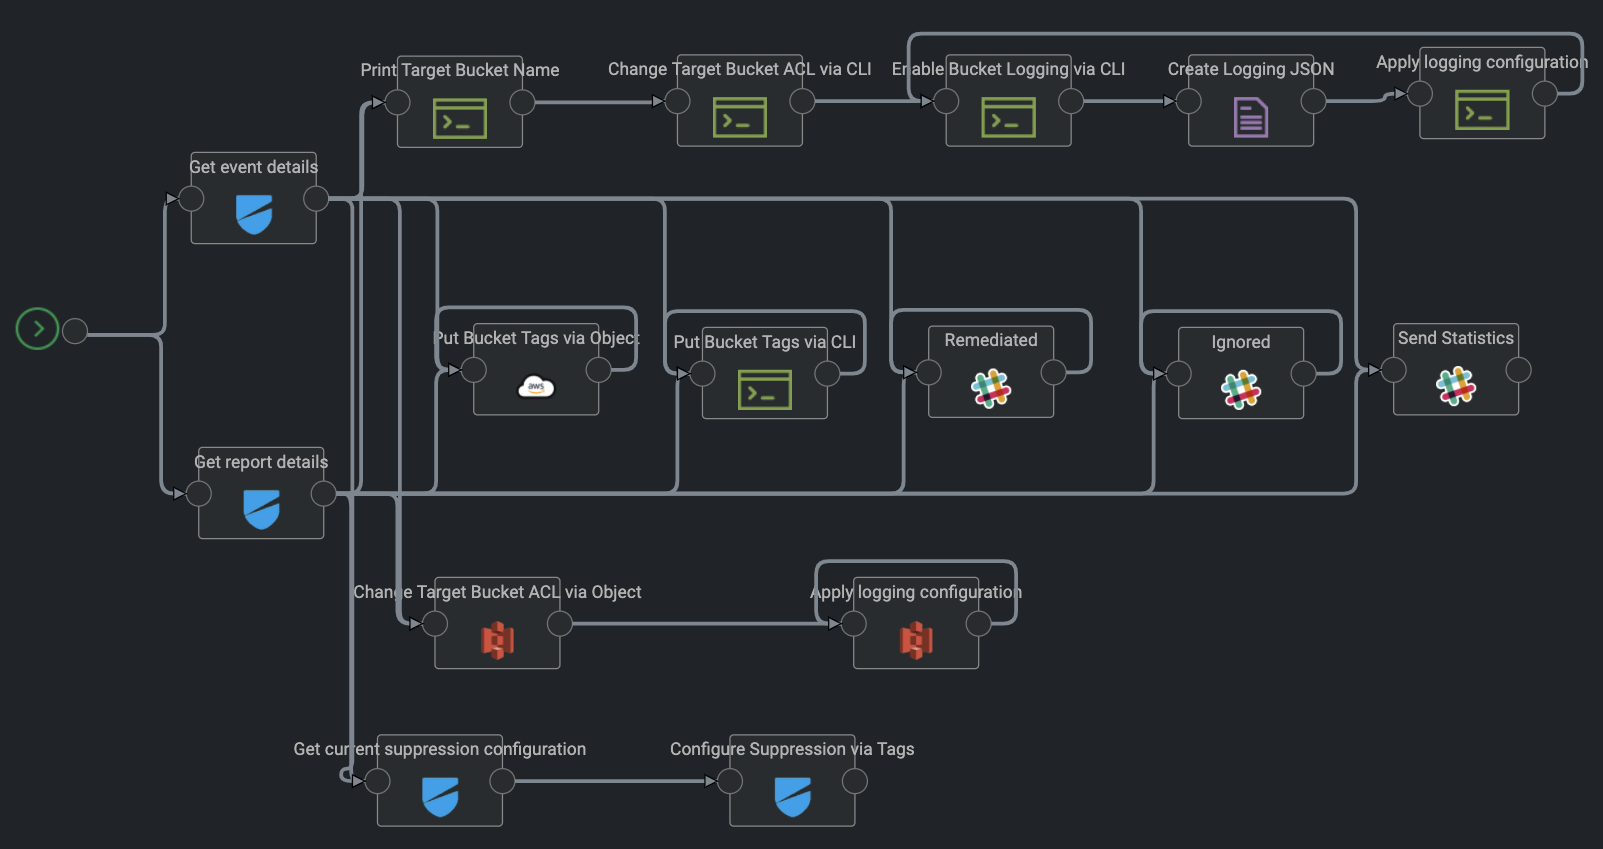 Print Target Bucket Name
Change Target Bucket ACL via CLI
Enable Bucket Logging via CLI
Create Logging JSON
Apply logging configuration
Get event details
Put Bucket Tags via Object
aws
Put Bucket Tags via CLI
Remediated
Ignored
Send Statistics
Get report details
Change Target Bucket ACL via Object
Apply logging configuration
Get current suppression configuration
Configure Suppression via Tags